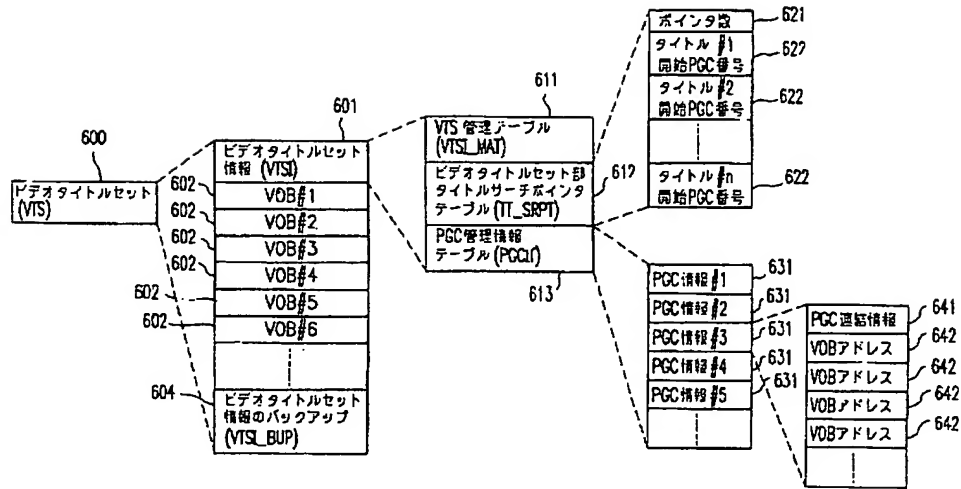 600
ビデオタイトルセット
(VTS)
601
ビデオタイトルセット
情報 (VTSI)
602
VOB#1
602
VOB#2
602
VOB#3
602
VOB#4
602
VOB#5
602
VOB#6
604
ビデオタイトルセット
情報のバックアップ
(VTSI_BUP)
611
VTS 管理テーブル
(VTSI_MAT)
ビデオタイトルセット部
タイトルサーチポインタ
テーブル(TT_SRPT)
612
PGC管理情報
テーブル(PGCIT)
613
ポインタ数
621
タイトル #1
開始PGC番号
622
タイトル #2
開始PGC番号
622
タイトル #n
開始PGC番号
622
PGC情報 #1
631
PGC情報 #2
631
PGC情報 #3
631
PGC情報 #4
631
PGC情報 #5
631
PGC連結情報
641
VOBアドレス
642
VOBアドレス
642
VOBアドレス
642
VOBアドレス
642